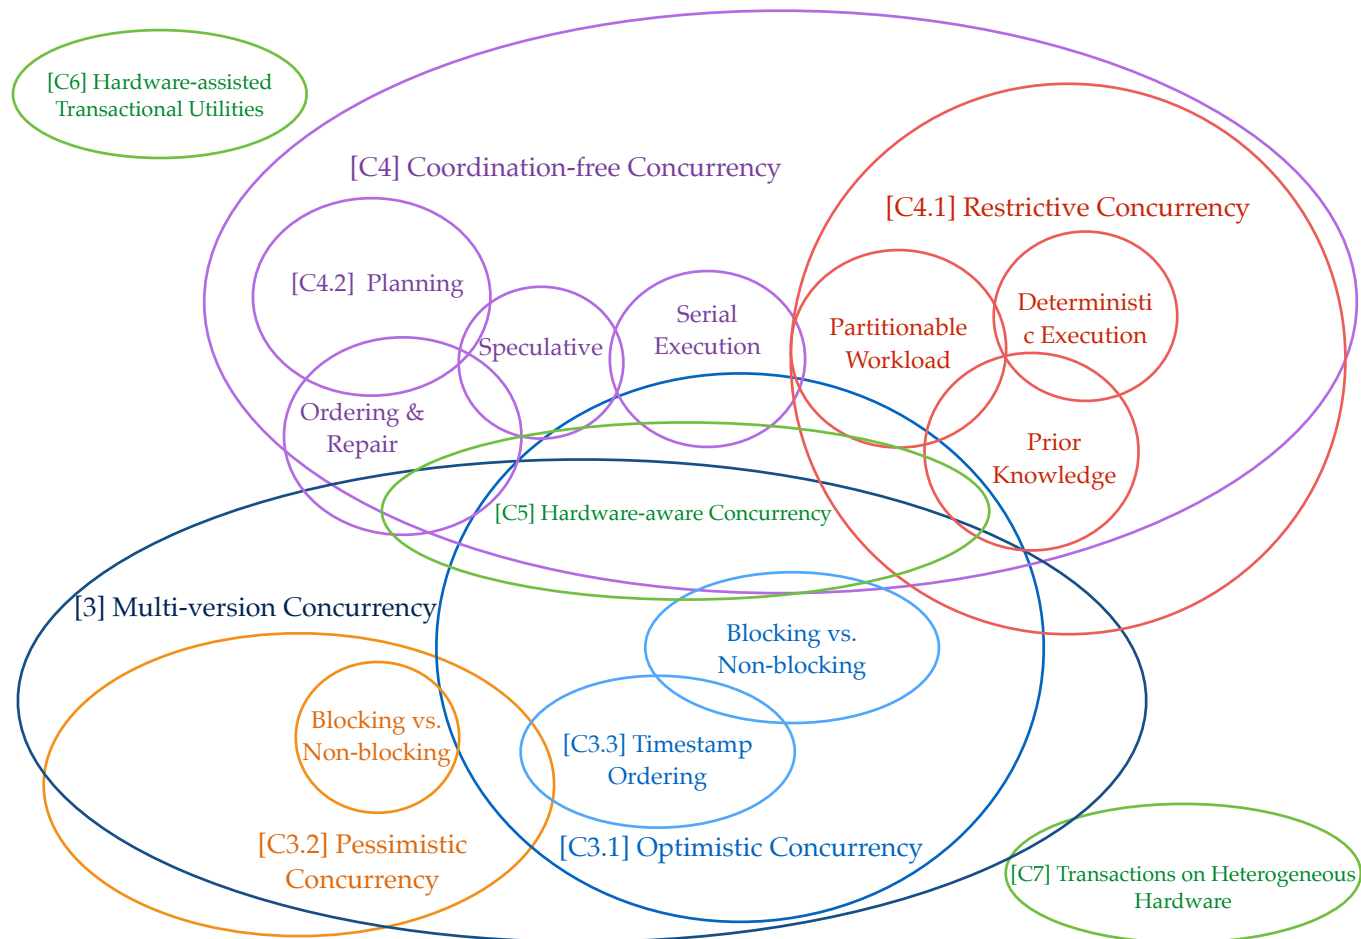 [C6] Hardware-assisted
Transactional Utilities
[C4] Coordination-free Concurrency
[C4.1] Restrictive Concurrency
[C4.2]  Planning
Speculative
Serial
Execution
Partitionable
Workload
Deterministi
c Execution
Ordering &
Repair
Prior
Knowledge
[C5] Hardware-aware Concurrency
[3] Multi-version Concurrency
Blocking vs.
Non-blocking
Blocking vs.
Non-blocking
[C3.3] Timestamp
Ordering
[C3.2] Pessimistic
Concurrency
[C3.1] Optimistic Concurrency
[C7] Transactions on Heterogeneous
Hardware